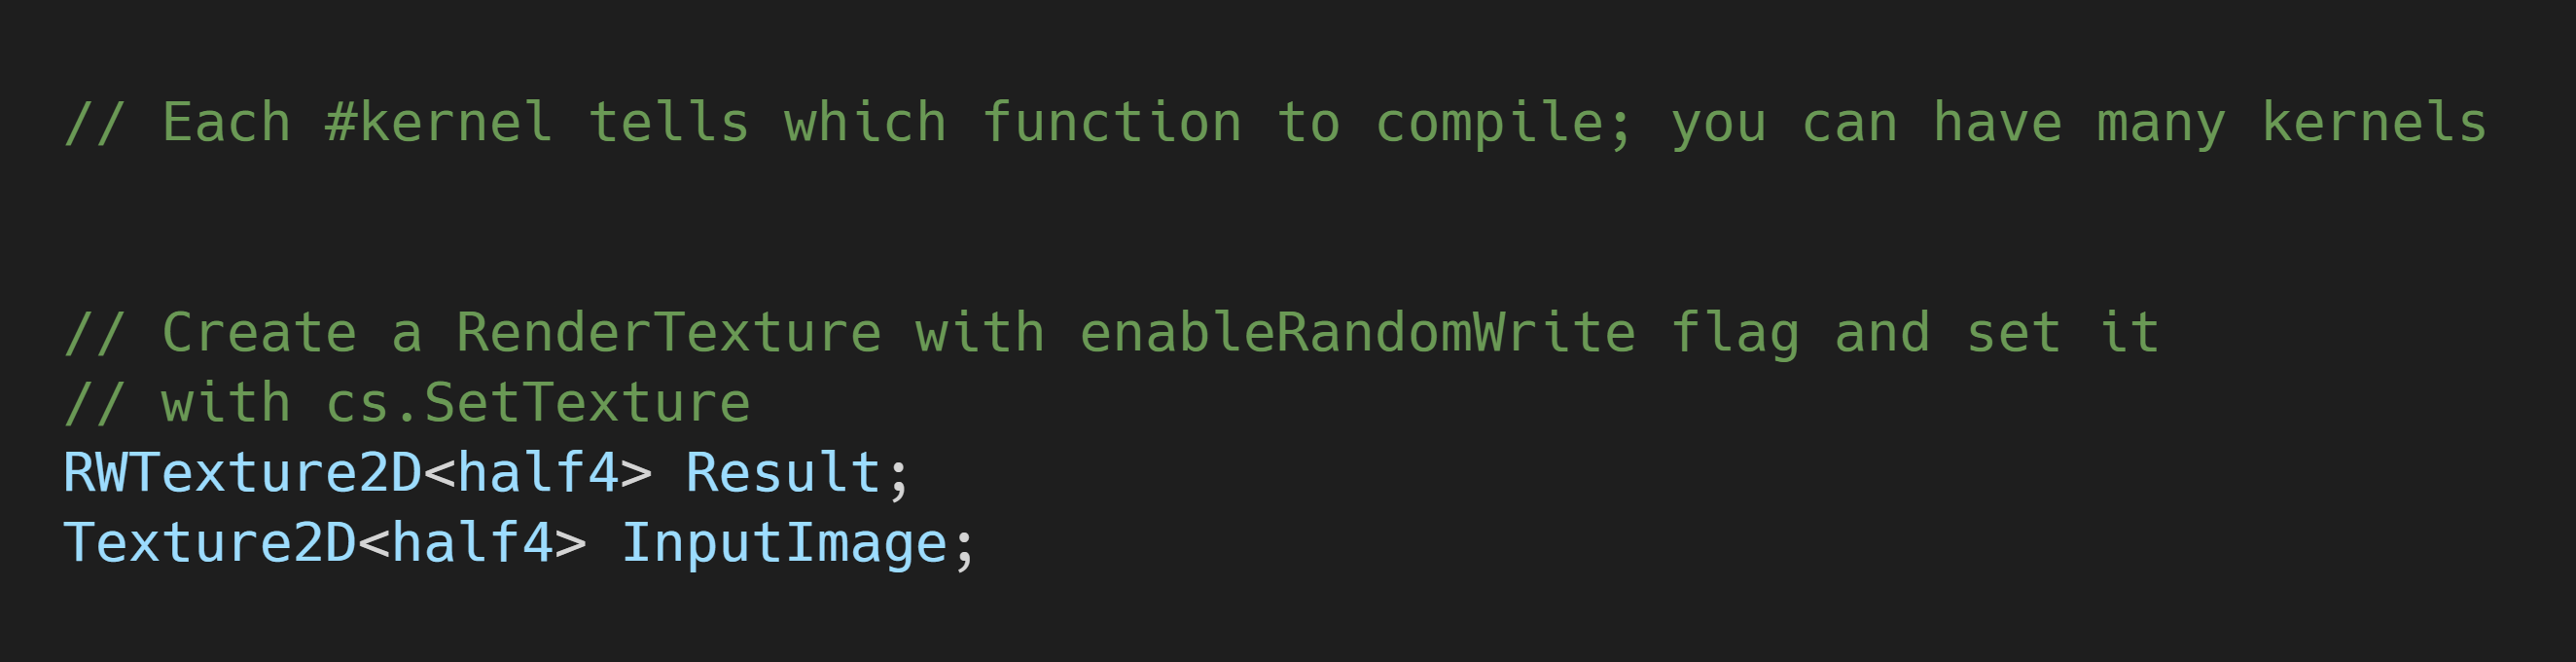 // Each #kernel tells which function to compile; you can have many kernels
// Create a RenderTexture with enableRandomWrite flag and set it
// with cs.SetTexture
RWTexture2D<half4> Result;
Texture2D<half4> InputImage;